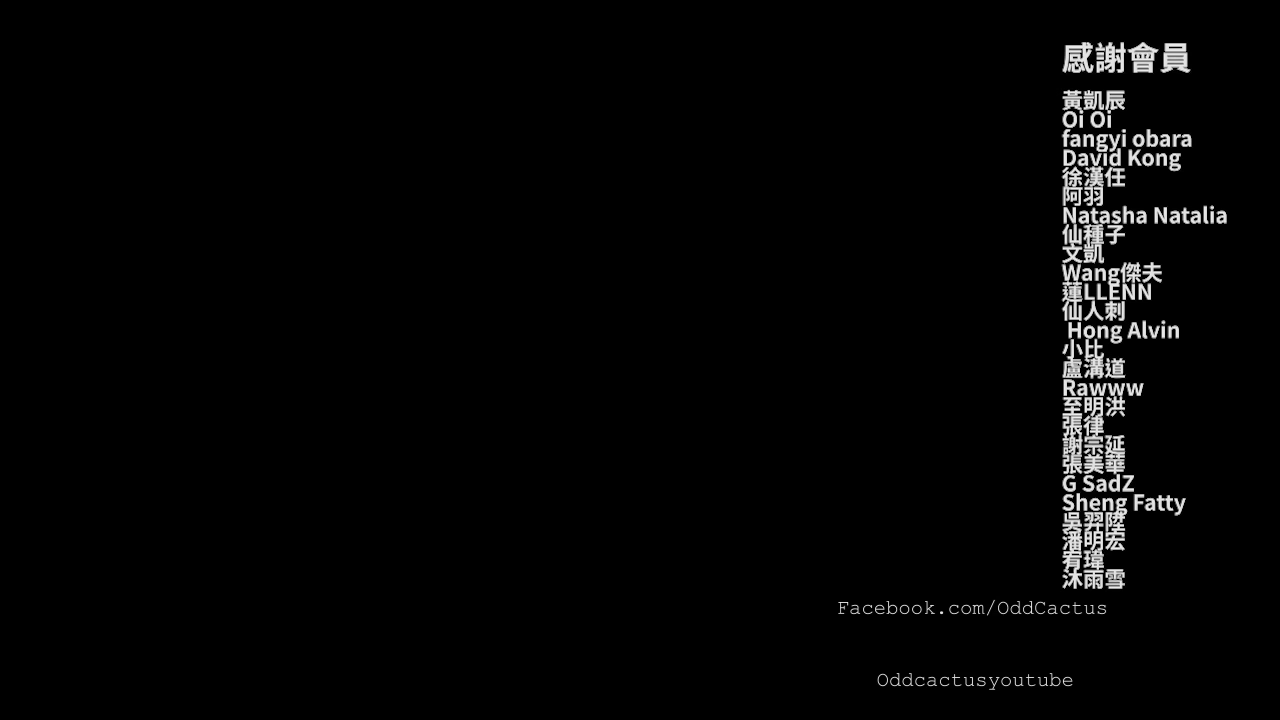 感謝會員
黃凱辰
Oi Oi
fangyi obara
David Kong
徐漢任
阿羽
Natasha Natalia
仙種子
文凱
Wang傑夫
蓮LLENN
仙人刺
Hong Alvin
小比
盧溝道
Rawww
至明洪
張律
謝宗延
張美華
G SadZ
Sheng Fatty
吳羿陞
潘明宏
宥瑋
沐雨雪
Facebook.com/OddCactus
Oddcactusyoutube